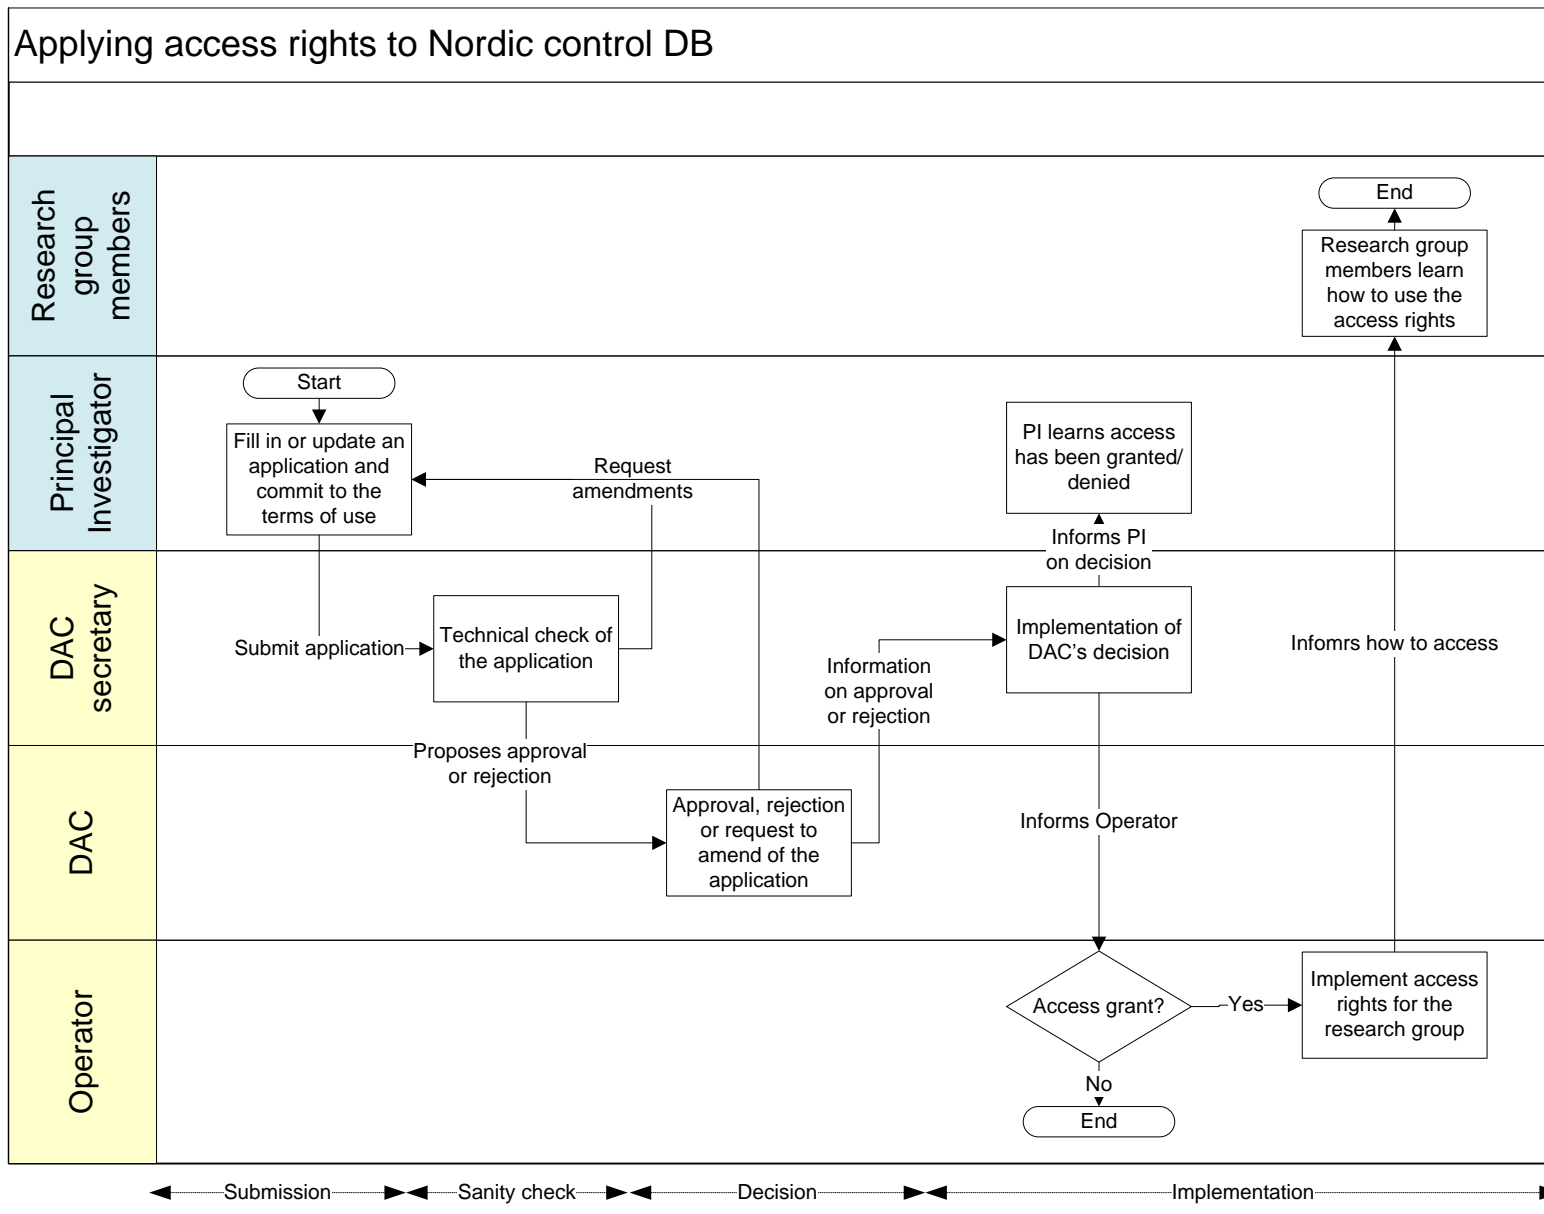 Applying access rights to Nordic control DB
Research
group
members
End
Research group
members learn
how to use the
access rights
Principal
Investigator
Start
Fill in or update an
application and
commit to the
terms of use
Request
amendments
PI learns access
has been granted/
denied
Informs PI
on decision
DAC
secretary
Submit application
Technical check of
the application
Information
on approval
or rejection
Implementation of
DAC's decision
Infomrs how to access
Proposes approval
or rejection
DAC
Approval, rejection
or request to
amend of the
application
Informs Operator
Operator
Access grant?
Yes
Implement access
rights for the
research group
No
End
Submission
Sanity check
Decision
Implementation